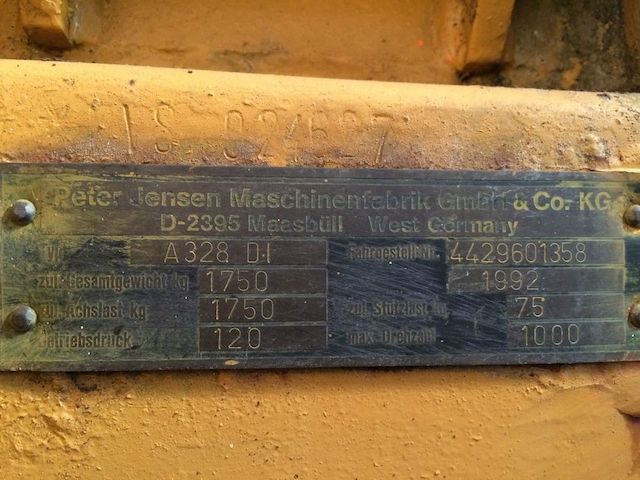 IS 024627
Peter Jensen Maschinenfabrik GmbH & Co. KG
D-2395 Maasbüll West Germany
A328 DI Fahrgestell-Nr. 4429601358
zul. Gesamtgewicht kg 1750 1992
zul. Achslast kg 1750 zul. Stützlast kg 75
Betriebsdruck 120 max. Drehzahl 1000